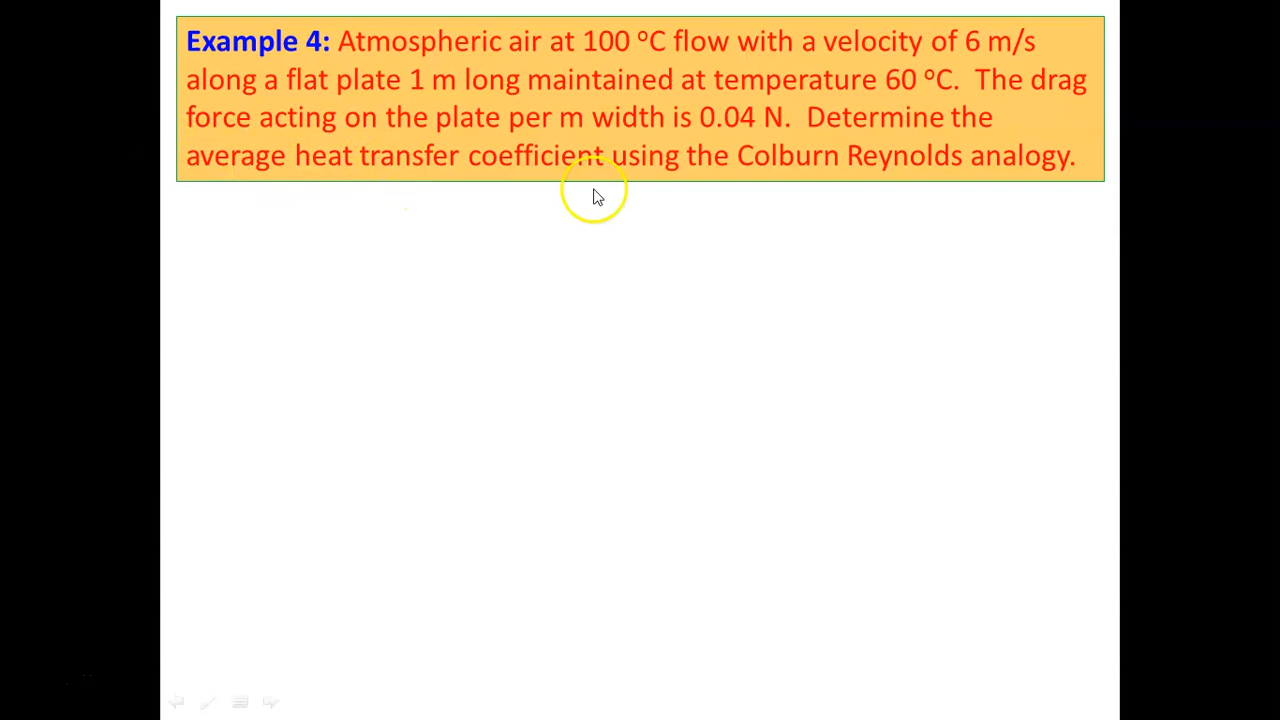 Example 4: Atmospheric air at 100 °C flow with a velocity of 6 m/s
along a flat plate 1 m long maintained at temperature 60 °C. The drag
force acting on the plate per m width is 0.04 N. Determine the
average heat transfer coefficient using the Colburn Reynolds analogy.